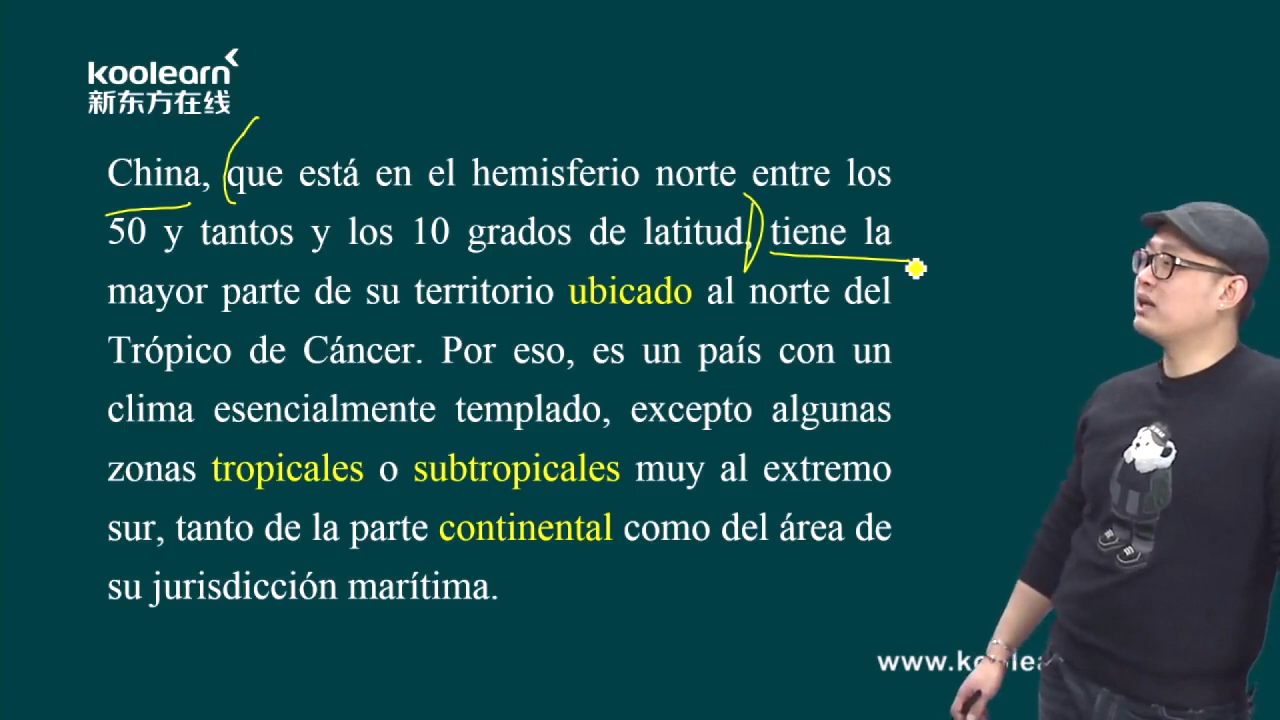 koolearn
新东方在线
China, que está en el hemisferio norte entre los
50 y tantos y los 10 grados de latitud, tiene la
mayor parte de su territorio ubicado al norte del
Trópico de Cáncer. Por eso, es un país con un
clima esencialmente templado, excepto algunas
zonas tropicales o subtropicales muy al extremo
sur, tanto de la parte continental como del área de
su jurisdicción marítima.